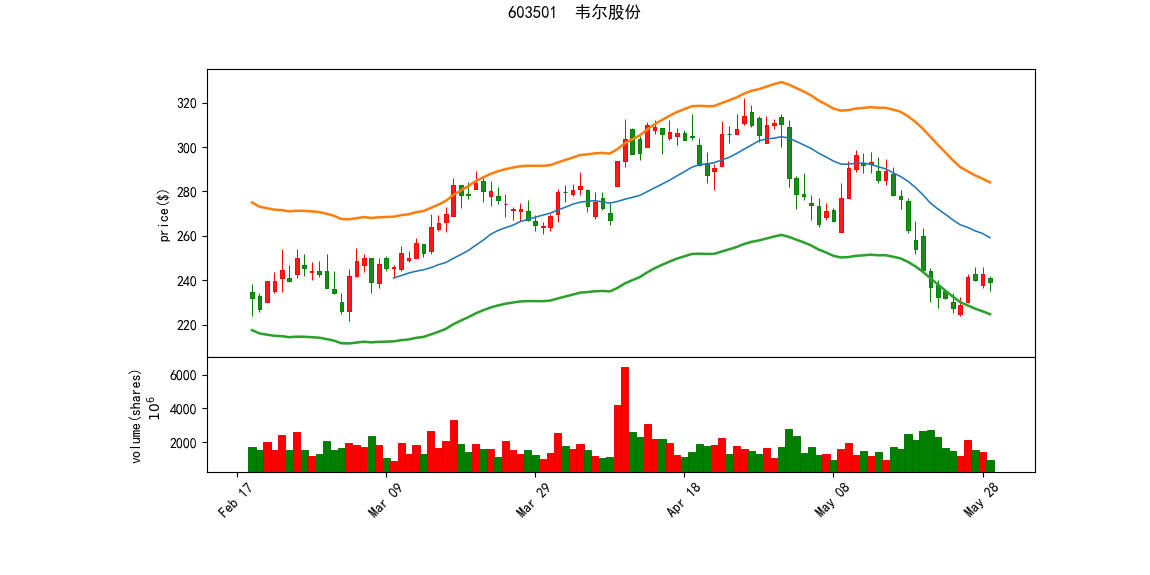 603501 韦尔股份
price($)
320
300
280
260
240
220
volume(shares)
10^6
6000
4000
2000
Feb 17
Mar 09
Mar 29
Apr 18
May 08
May 28